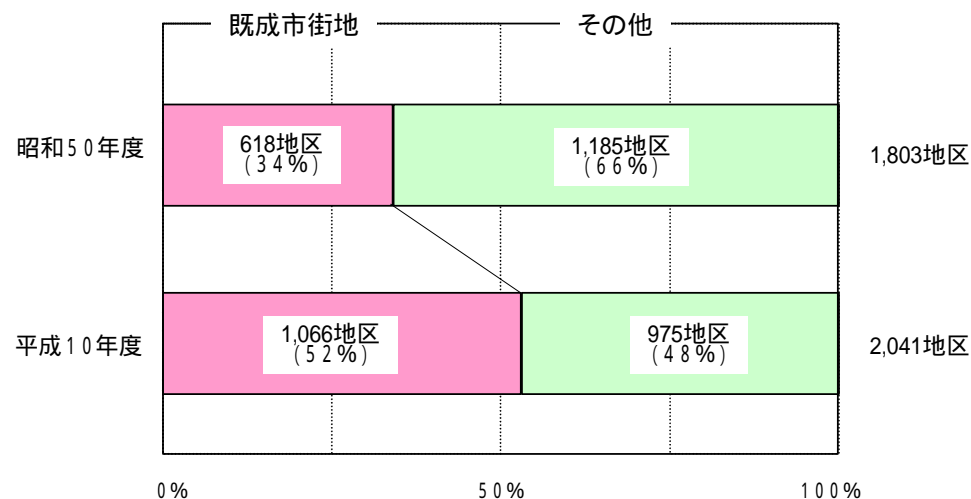 既成市街地 その他
昭和50年度
618地区
(34%)
1,185地区
(66%)
1,803地区
平成10年度
1,066地区
(52%)
975地区
(48%)
2,041地区
0% 50% 100%